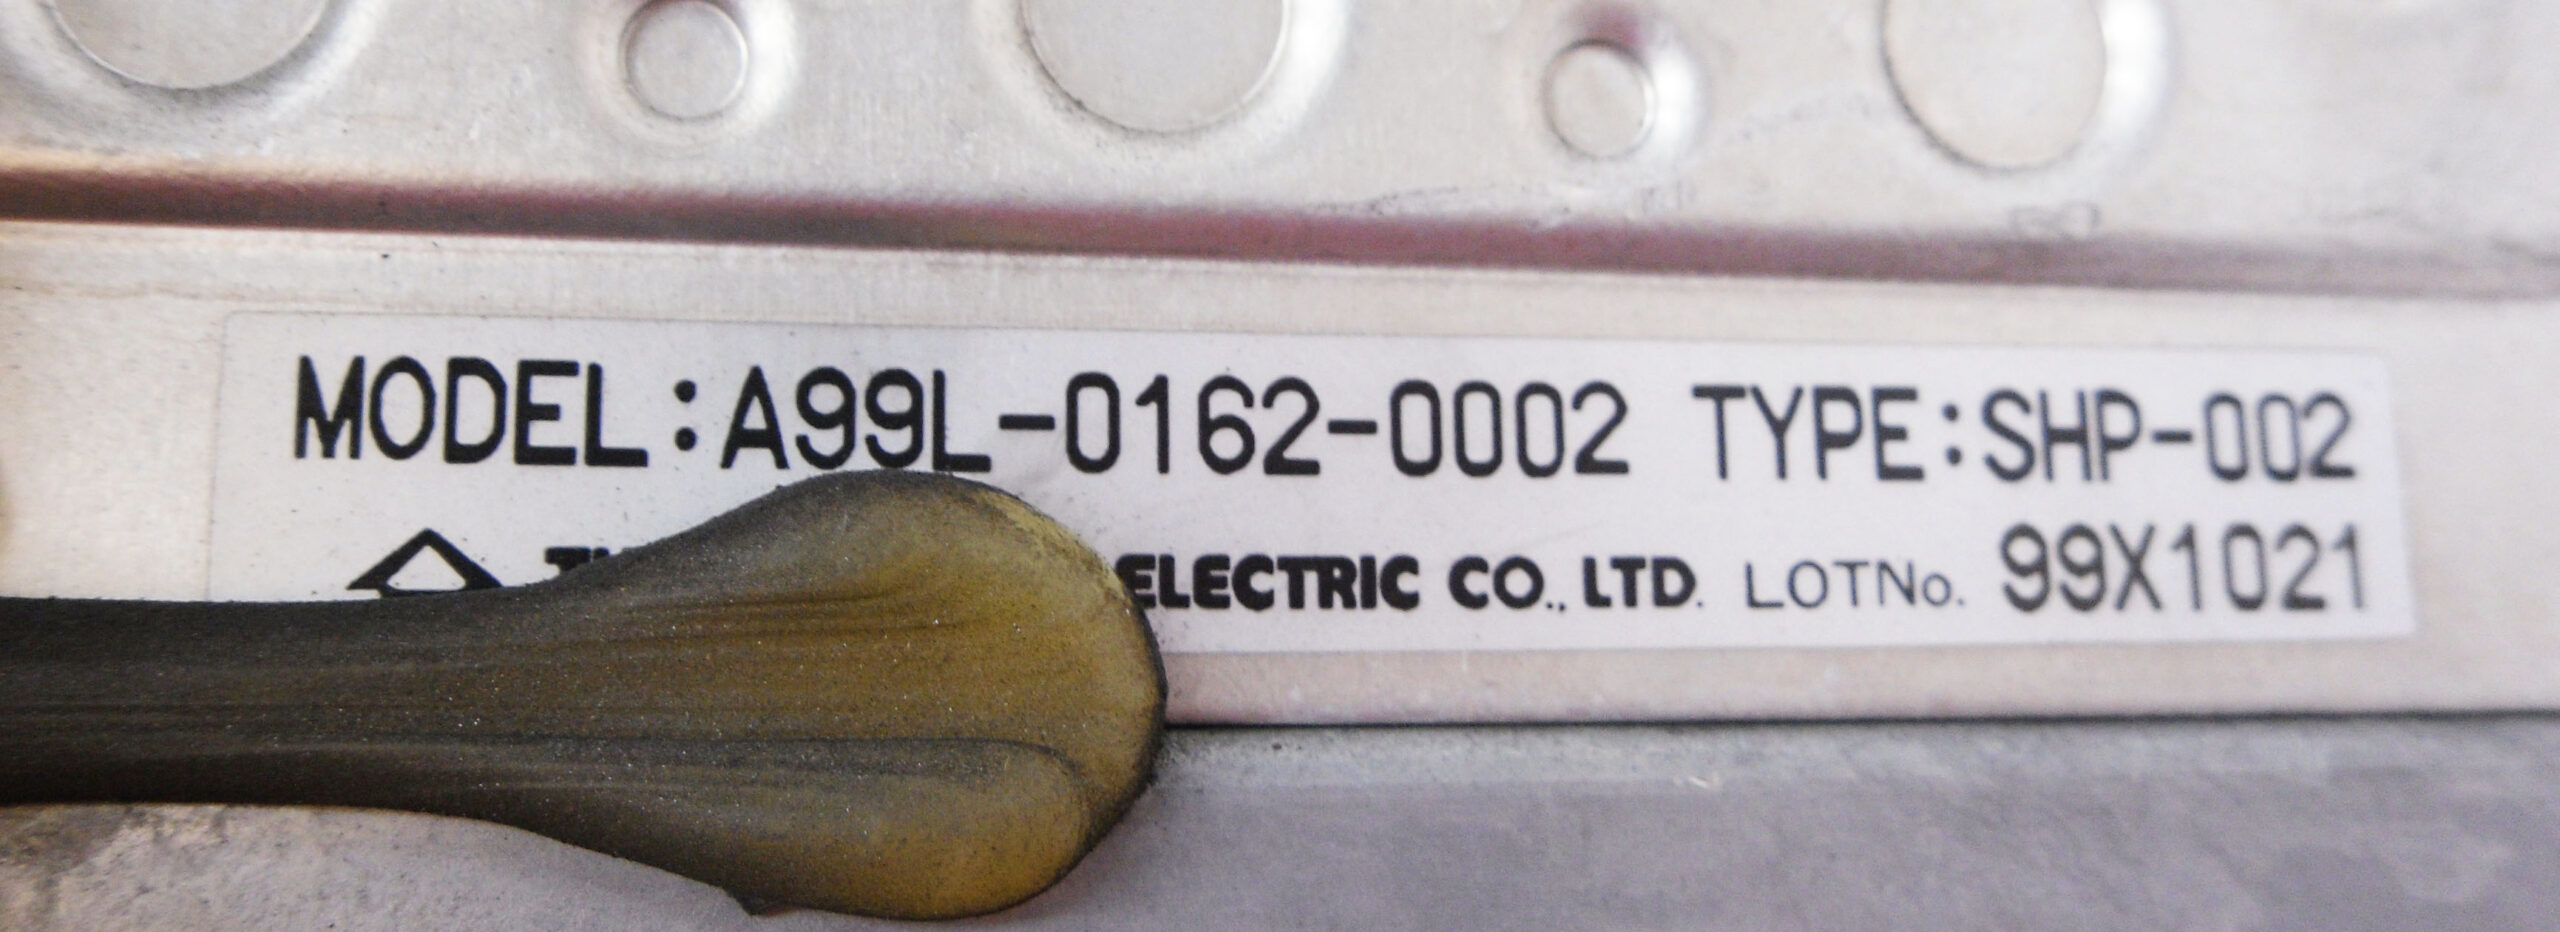 MODEL:A99L-0162-0002 TYPE:SHP-002
ELECTRIC CO., LTD. LOTNo. 99X1021